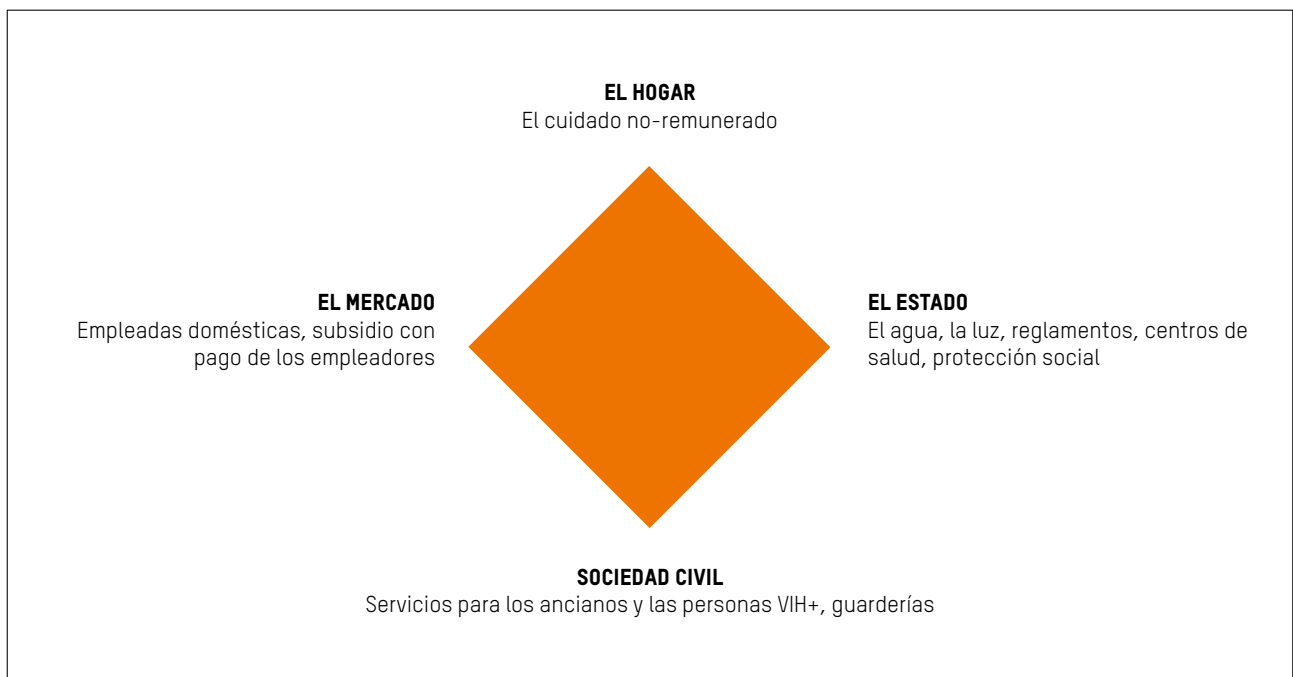 EL HOGAR
El cuidado no-remunerado
EL MERCADO
Empleadas domésticas, subsidio con
pago de los empleadores
EL ESTADO
El agua, la luz, reglamentos, centros de
salud, protección social
SOCIEDAD CIVIL
Servicios para los ancianos y las personas VIH+, guarderías